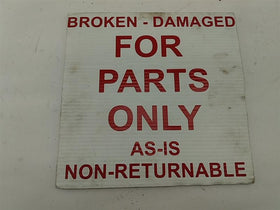 BROKEN - DAMAGED
FOR
PARTS
ONLY
AS-IS
NON-RETURNABLE